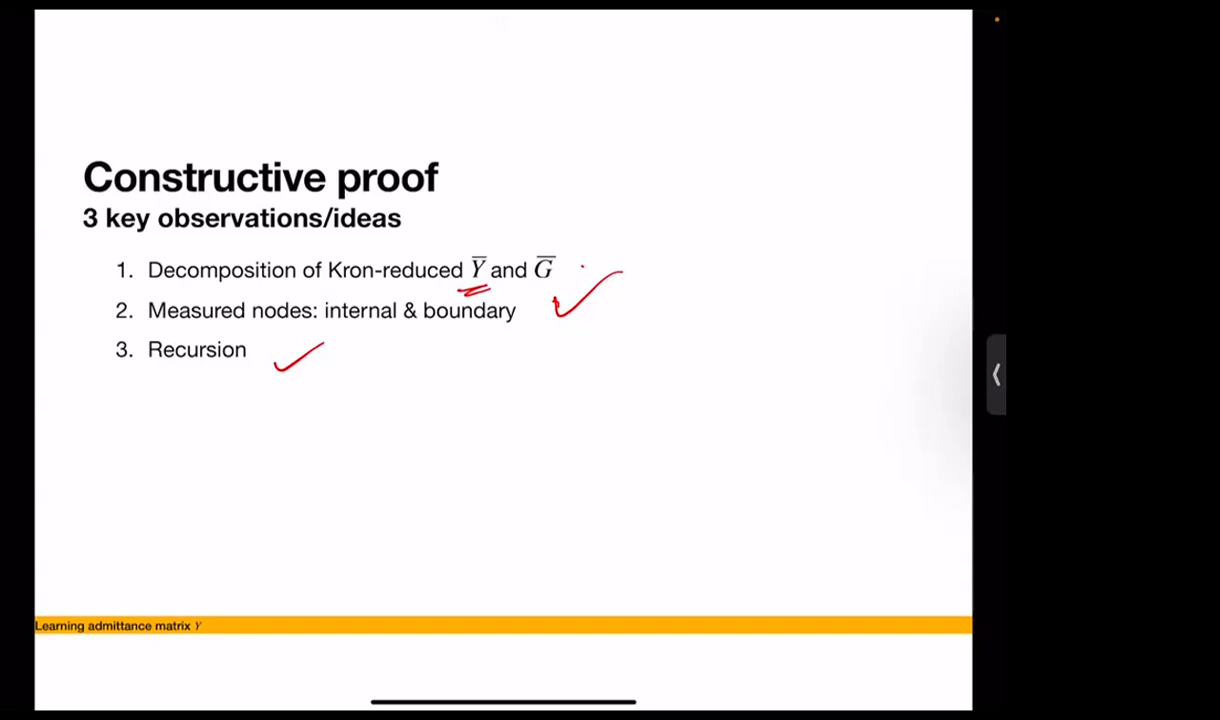 Constructive proof
3 key observations/ideas
1. Decomposition of Kron-reduced Y̅ and G̅
2. Measured nodes: internal & boundary
3. Recursion
Learning admittance matrix Y